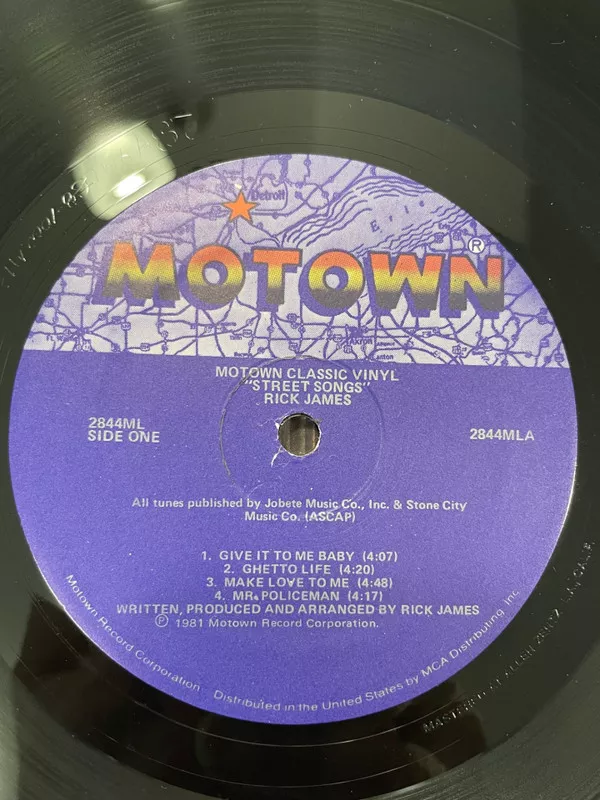 Detroit
Erie
MOTOWN®
Akron
MOTOWN CLASSIC VINYL
"STREET SONGS"
RICK JAMES
2844ML
SIDE ONE
2844MLA
All tunes published by Jobete Music Co., Inc. & Stone City
Music Co. (ASCAP)
1. GIVE IT TO ME BABY (4:07)
2. GHETTO LIFE (4:20)
3. MAKE LOVE TO ME (4:48)
4. MR. POLICEMAN (4:17)
WRITTEN, PRODUCED AND ARRANGED BY RICK JAMES
℗ 1981 Motown Record Corporation.
Motown Record Corporation Distributed in the United States by MCA Distributing Inc.